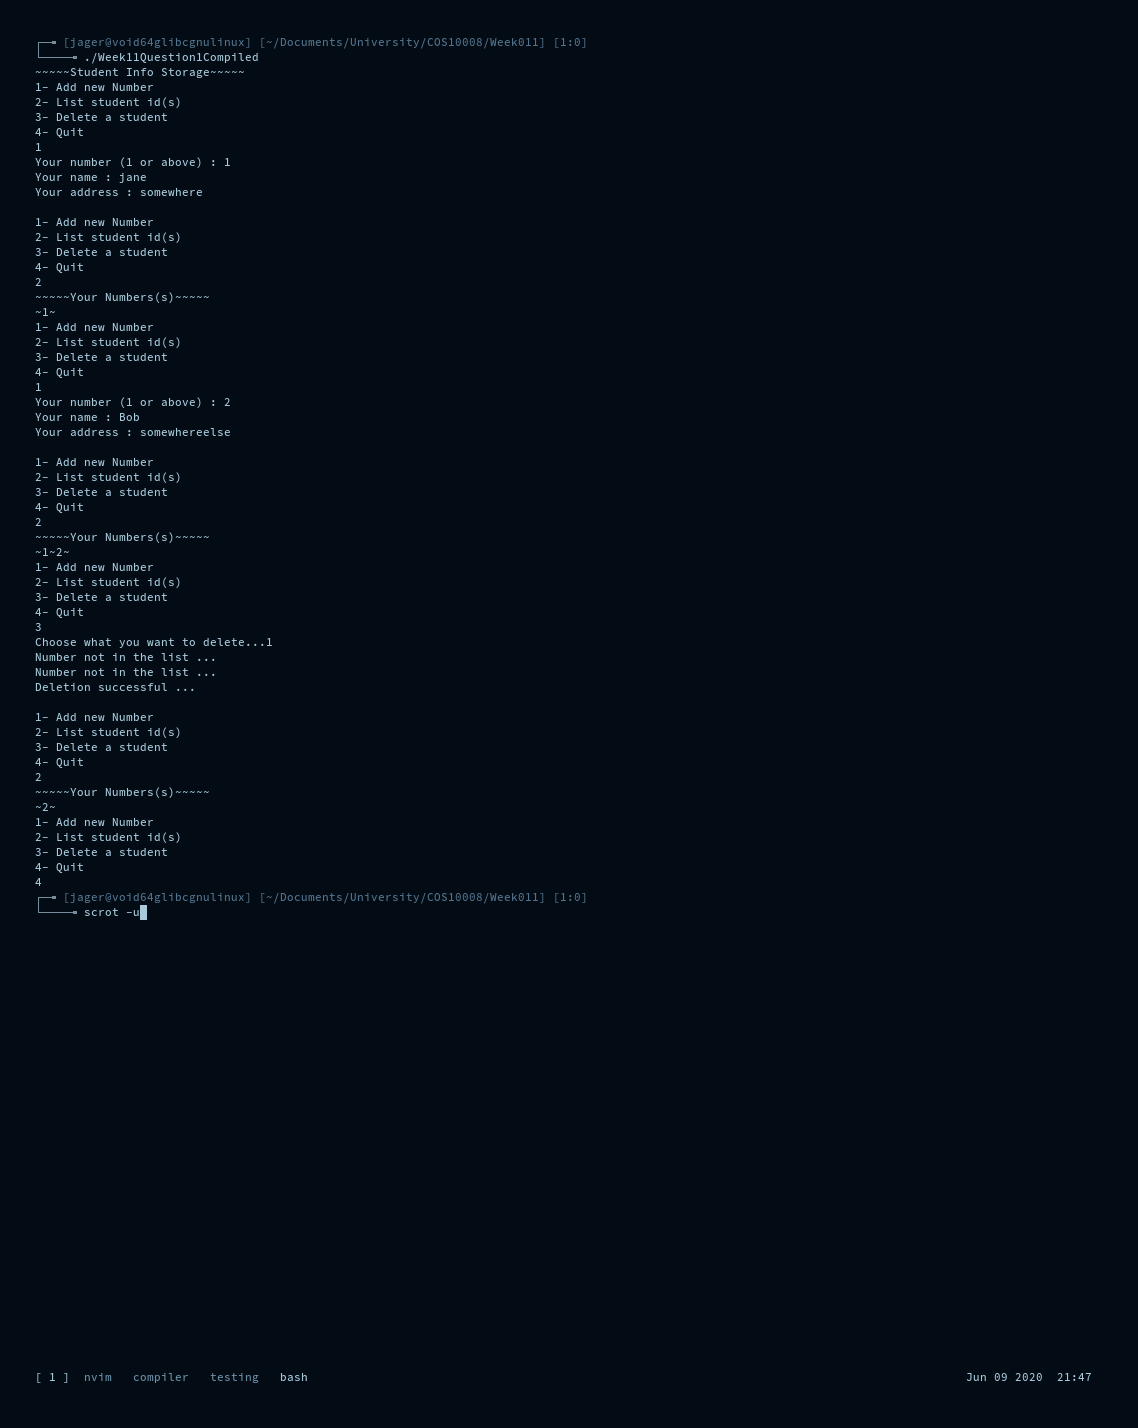 [jager@void64glibcgnulinux] [~/Documents/University/COS10008/Week011] [1:0]
./Week11Question1Compiled
~~~~~Student Info Storage~~~~~
1- Add new Number
2- List student id(s)
3- Delete a student
4- Quit
1
Your number (1 or above) : 1
Your name : jane
Your address : somewhere

1- Add new Number
2- List student id(s)
3- Delete a student
4- Quit
2
~~~~~Your Numbers(s)~~~~~
~1~
1- Add new Number
2- List student id(s)
3- Delete a student
4- Quit
1
Your number (1 or above) : 2
Your name : Bob
Your address : somewhereelse

1- Add new Number
2- List student id(s)
3- Delete a student
4- Quit
2
~~~~~Your Numbers(s)~~~~~
~1~2~
1- Add new Number
2- List student id(s)
3- Delete a student
4- Quit
3
Choose what you want to delete...1
Number not in the list ...
Number not in the list ...
Deletion successful ...

1- Add new Number
2- List student id(s)
3- Delete a student
4- Quit
2
~~~~~Your Numbers(s)~~~~~
~2~
1- Add new Number
2- List student id(s)
3- Delete a student
4- Quit
4
[jager@void64glibcgnulinux] [~/Documents/University/COS10008/Week011] [1:0]
scrot -u
[ 1 ]  nvim   compiler   testing   bash   Jun 09 2020  21:47